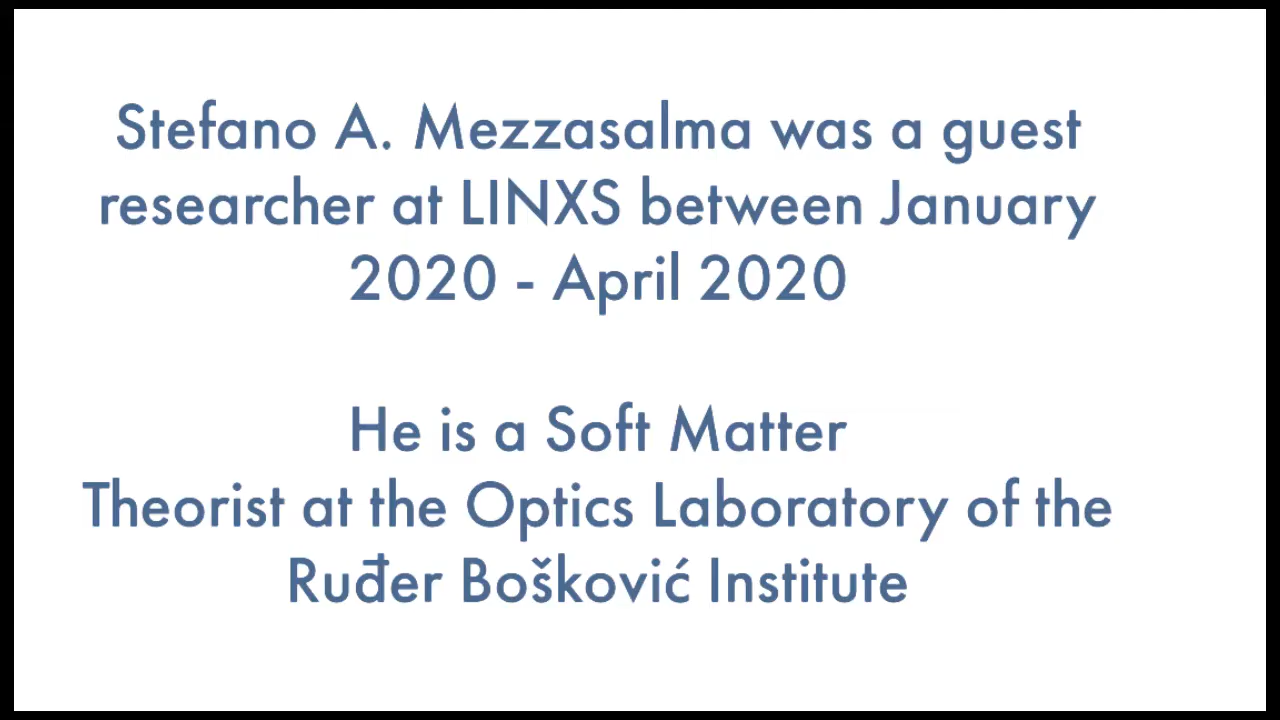 Stefano A. Mezzasalma was a guest
researcher at LINXS between January
2020 - April 2020
He is a Soft Matter
Theorist at the Optics Laboratory of the
Ruđer Bošković Institute